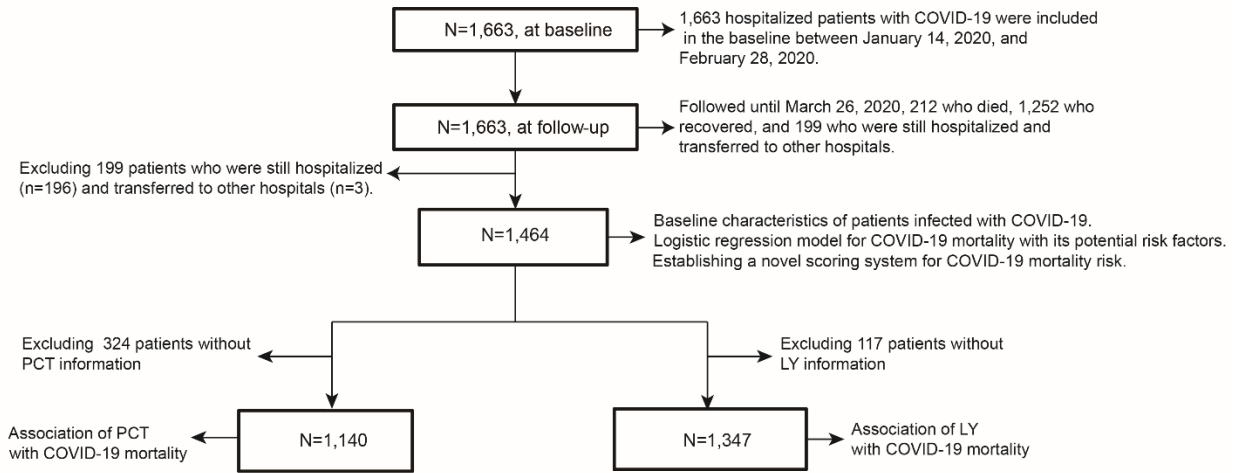 N=1,663, at baseline
1,663 hospitalized patients with COVID-19 were included
in the baseline between January 14, 2020, and
February 28, 2020.
N=1,663, at follow-up
Followed until March 26, 2020, 212 who died, 1,252 who
recovered, and 199 who were still hospitalized and
transferred to other hospitals.
Excluding 199 patients who were still hospitalized
(n=196) and transferred to other hospitals (n=3).
N=1,464
Baseline characteristics of patients infected with COVID-19.
Logistic regression model for COVID-19 mortality with its potential risk factors.
Establishing a novel scoring system for COVID-19 mortality risk.
Excluding 324 patients without
PCT information
Excluding 117 patients without
LY information
Association of PCT
with COVID-19 mortality
N=1,140
N=1,347
Association of LY
with COVID-19 mortality